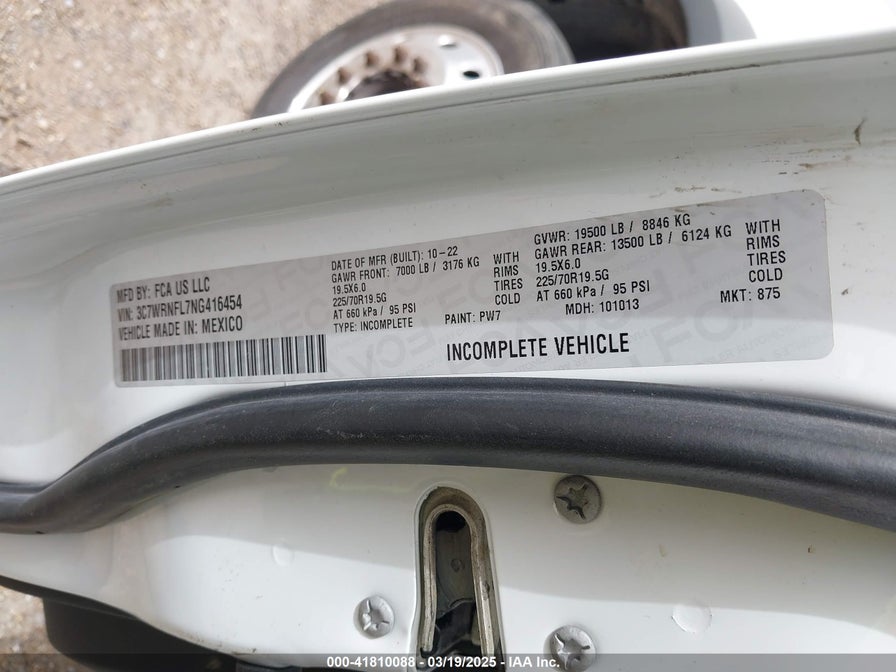 MFD BY: FCA US LLC
VIN: 3C7WRNFL7NG416454
VEHICLE MADE IN: MEXICO
DATE OF MFR (BUILT): 10-22
GAWR FRONT: 7000 LB / 3176 KG WITH
19.5X6.0 RIMS
225/70R19.5G TIRES
AT 660 kPa / 95 PSI COLD
TYPE: INCOMPLETE PAINT: PW7
GVWR: 19500 LB / 8846 KG
GAWR REAR: 13500 LB / 6124 KG WITH
19.5X6.0 RIMS
225/70R19.5G TIRES
AT 660 kPa / 95 PSI COLD
MDH: 101013 MKT: 875
INCOMPLETE VEHICLE
000-41810088 - 03/19/2025 - IAA Inc.